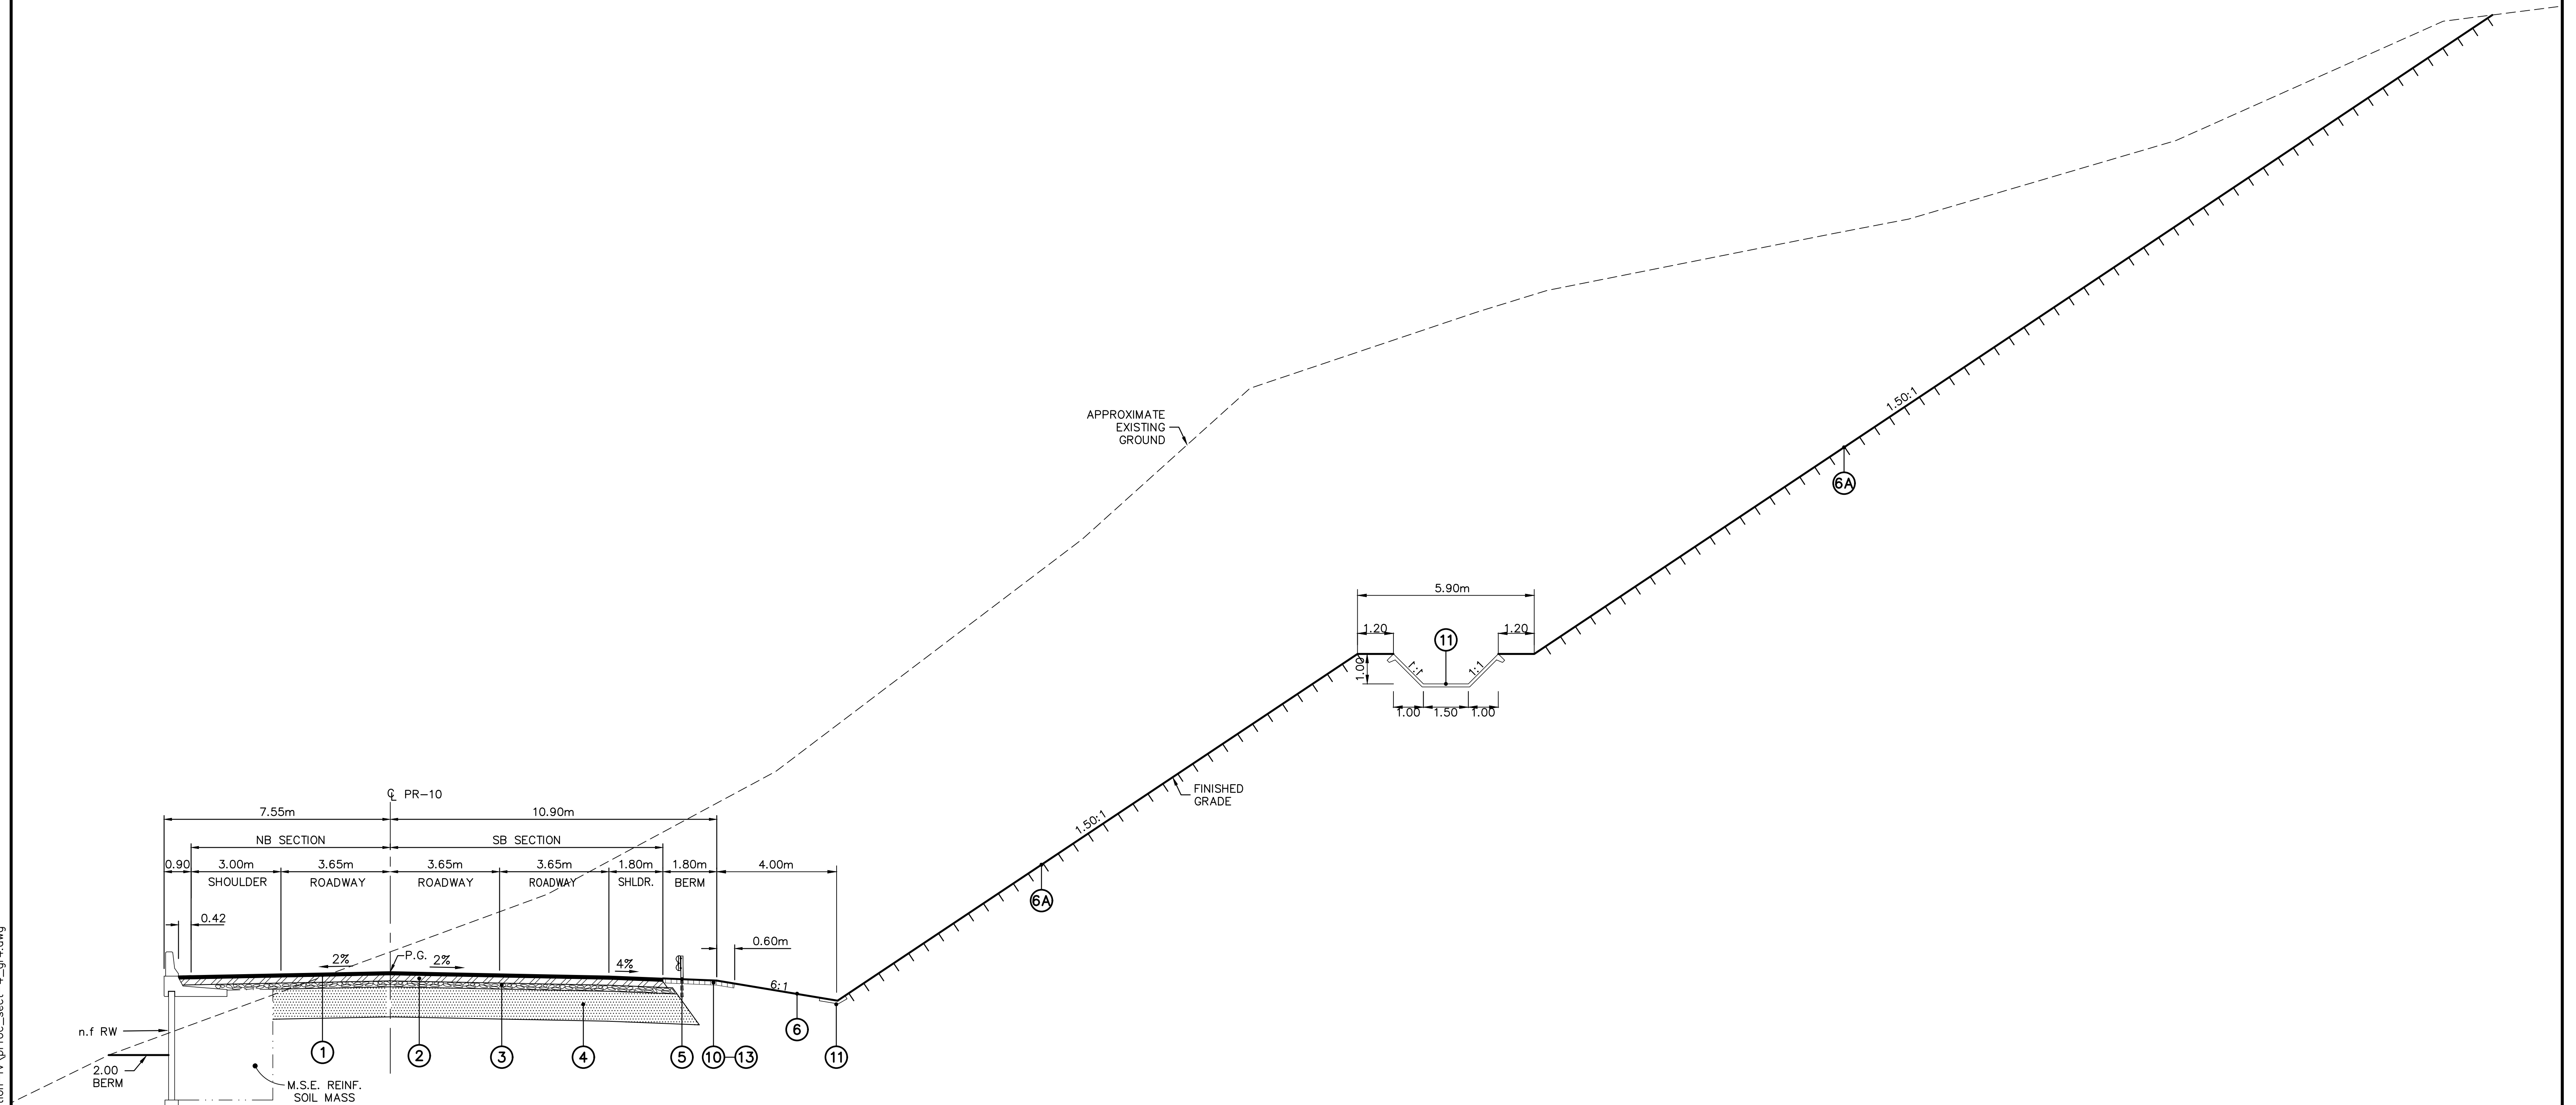 APPROXIMATE
EXISTING
GROUND
1.50:1
6A
5.90m
1.20
11
1.20
1.00
1:1
1:1
1.00
1.50
1.00
FINISHED
GRADE
1.50:1
6A
℄ PR-10
7.55m
10.90m
NB SECTION
SB SECTION
0.90
3.00m
3.65m
3.65m
3.65m
1.80m
1.80m
4.00m
SHOULDER
ROADWAY
ROADWAY
ROADWAY
SHLDR.
BERM
0.42
0.60m
2%
P.G.
2%
4%
6:1
n.f RW
2.00
BERM
1
2
3
4
5
10
13
6
11
M.S.E. REINF.
SOIL MASS